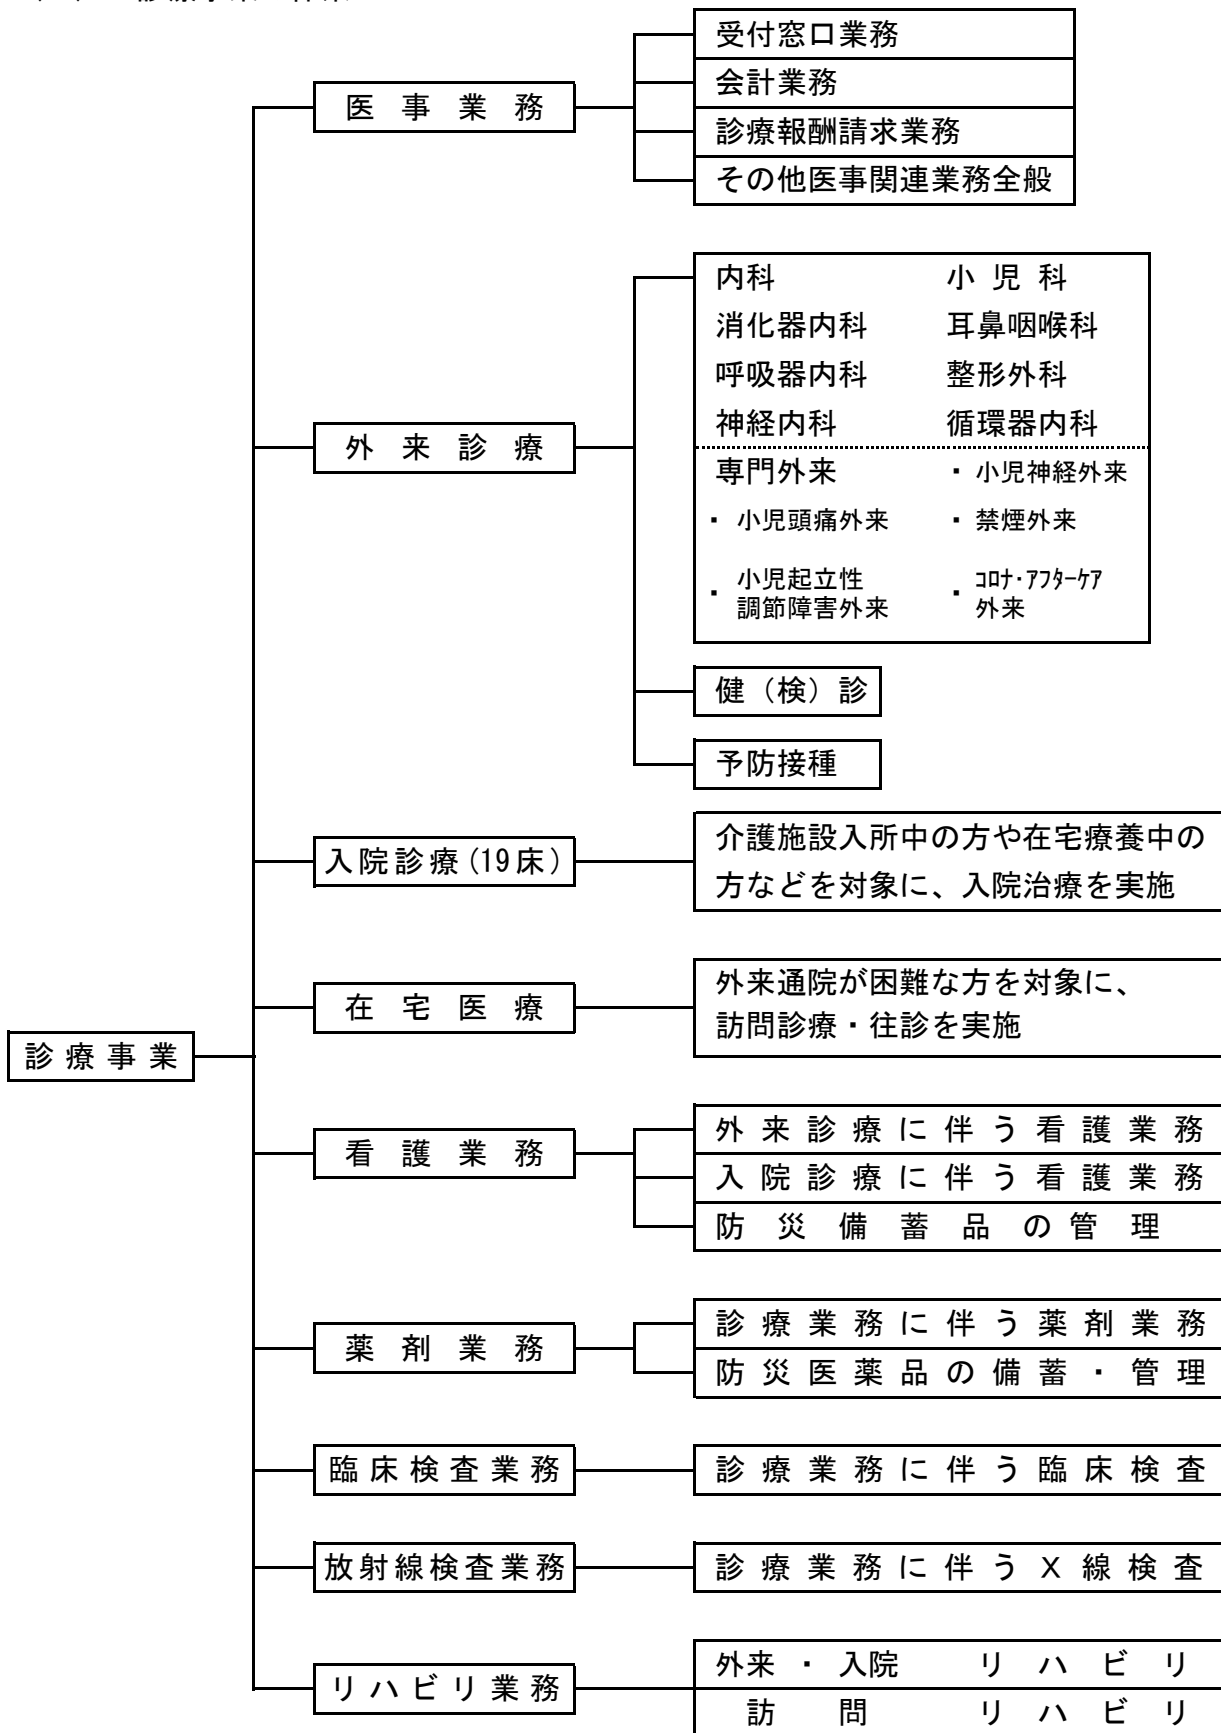 受付窓口業務
会計業務
医事業務
診療報酬請求業務
その他医事関連業務全般
内科 小児科
消化器内科 耳鼻咽喉科
呼吸器内科 整形外科
神経内科 循環器内科
外来診療
専門外来 ・小児神経外来
・小児頭痛外来 ・禁煙外来
・小児起立性調節障害外来 ・コロナ・アフターケア外来
健（検）診
予防接種
入院診療(19床)
介護施設入所中の方や在宅療養中の
方などを対象に、入院治療を実施
在宅医療
外来通院が困難な方を対象に、
訪問診療・往診を実施
診療事業
看護業務
外来診療に伴う看護業務
入院診療に伴う看護業務
防災備蓄品の管理
薬剤業務
診療業務に伴う薬剤業務
防災医薬品の備蓄・管理
臨床検査業務 診療業務に伴う臨床検査
放射線検査業務 診療業務に伴うX線検査
リハビリ業務
外来・入院 リハビリ
訪問 リハビリ